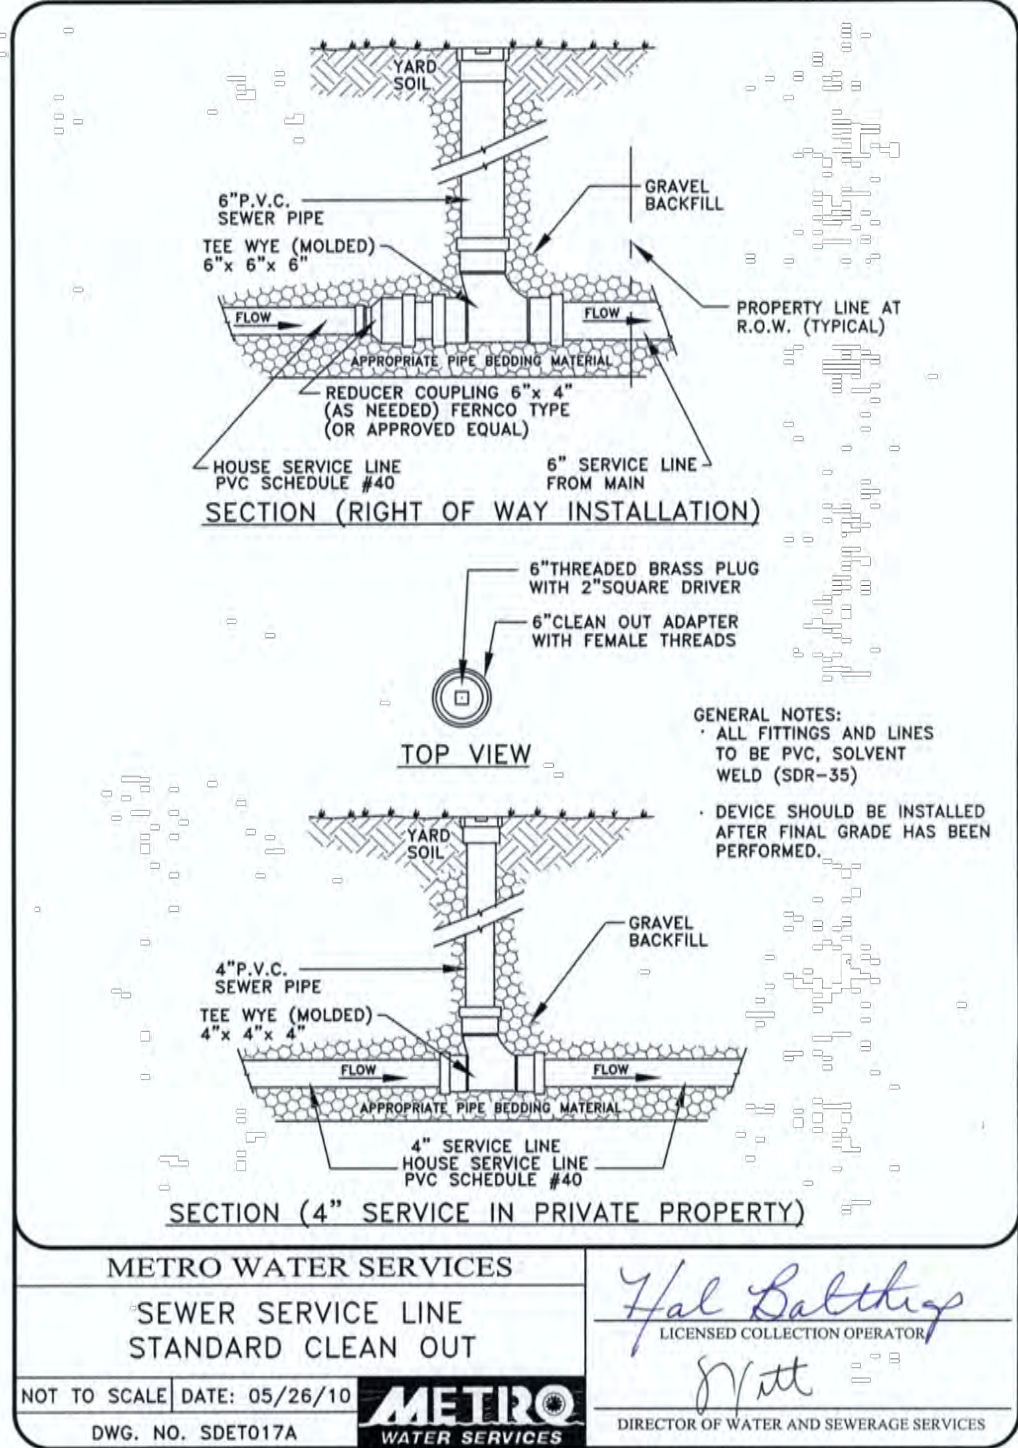 YARD
SOIL
6"P.V.C.
SEWER PIPE
GRAVEL
BACKFILL
TEE WYE (MOLDED)
6"x 6"x 6"
FLOW
FLOW
PROPERTY LINE AT
R.O.W. (TYPICAL)
APPROPRIATE PIPE BEDDING MATERIAL
REDUCER COUPLING 6"x 4"
(AS NEEDED) FERNCO TYPE
(OR APPROVED EQUAL)
HOUSE SERVICE LINE
PVC SCHEDULE #40
6" SERVICE LINE
FROM MAIN
SECTION (RIGHT OF WAY INSTALLATION)
6"THREADED BRASS PLUG
WITH 2"SQUARE DRIVER
6"CLEAN OUT ADAPTER
WITH FEMALE THREADS
TOP VIEW
GENERAL NOTES:
· ALL FITTINGS AND LINES
TO BE PVC, SOLVENT
WELD (SDR-35)
· DEVICE SHOULD BE INSTALLED
AFTER FINAL GRADE HAS BEEN
PERFORMED.
YARD
SOIL
GRAVEL
BACKFILL
4"P.V.C.
SEWER PIPE
TEE WYE (MOLDED)
4"x 4"x 4"
FLOW
FLOW
APPROPRIATE PIPE BEDDING MATERIAL
4" SERVICE LINE
HOUSE SERVICE LINE
PVC SCHEDULE #40
SECTION (4" SERVICE IN PRIVATE PROPERTY)
METRO WATER SERVICES
SEWER SERVICE LINE
STANDARD CLEAN OUT
NOT TO SCALE
DATE: 05/26/10
DWG. NO. SDET017A
METRO
WATER SERVICES
Hal
LICENSED COLLECTION OPERATOR
DIRECTOR OF WATER AND SEWERAGE SERVICES